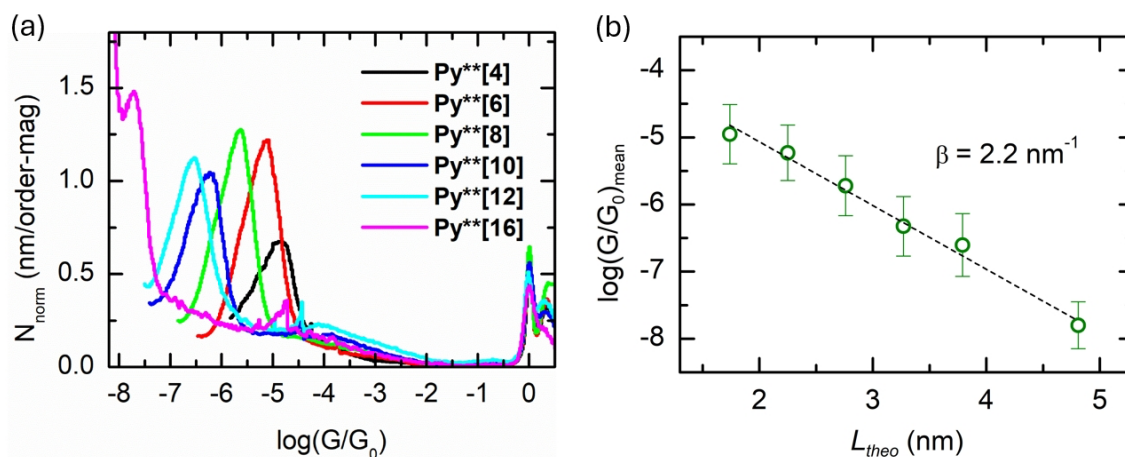 (a)
N_norm (nm/order-mag)
1.5
1.0
0.5
0.0
Py**[4]
Py**[6]
Py**[8]
Py**[10]
Py**[12]
Py**[16]
-8 -7 -6 -5 -4 -3 -2 -1 0
log(G/G₀)
(b)
log(G/G₀)mean
-4
-5
-6
-7
-8
β = 2.2 nm⁻¹
2 3 4 5
L_theo (nm)